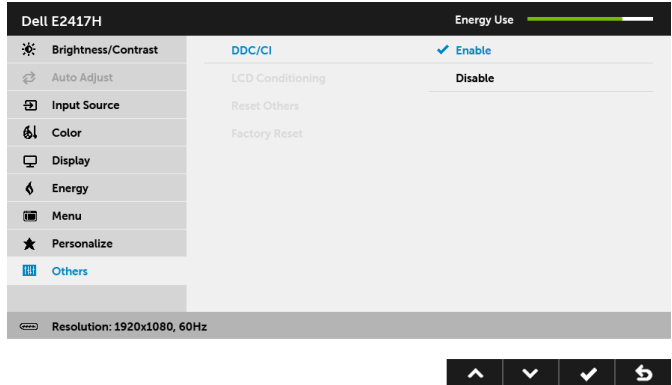 Dell E2417H
Energy Use
Brightness/Contrast
DDC/CI
Enable
Auto Adjust
LCD Conditioning
Disable
Input Source
Reset Others
Color
Factory Reset
Display
Energy
Menu
Personalize
Others
Resolution: 1920x1080, 60Hz